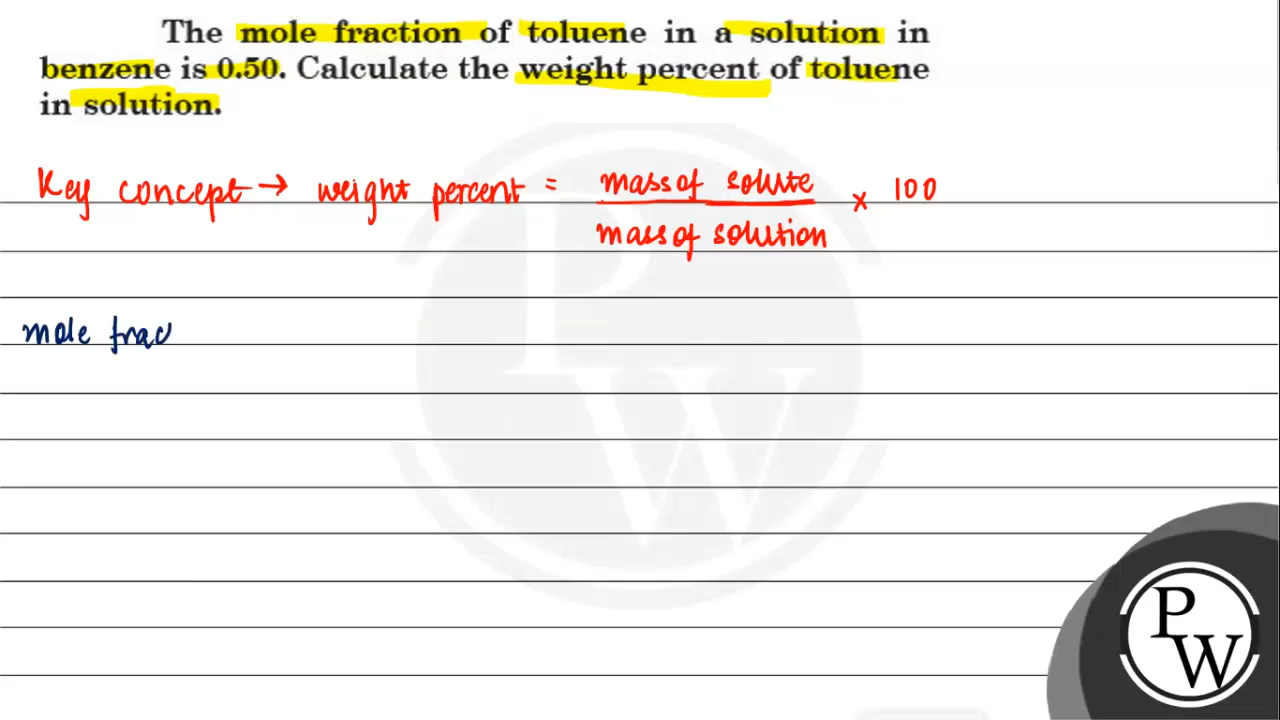 The mole fraction of toluene in a solution in
benzene is 0.50. Calculate the weight percent of toluene
in solution.
Key concept → weight percent = mass of solute / mass of solution × 100
mole frac
P
W
P
W